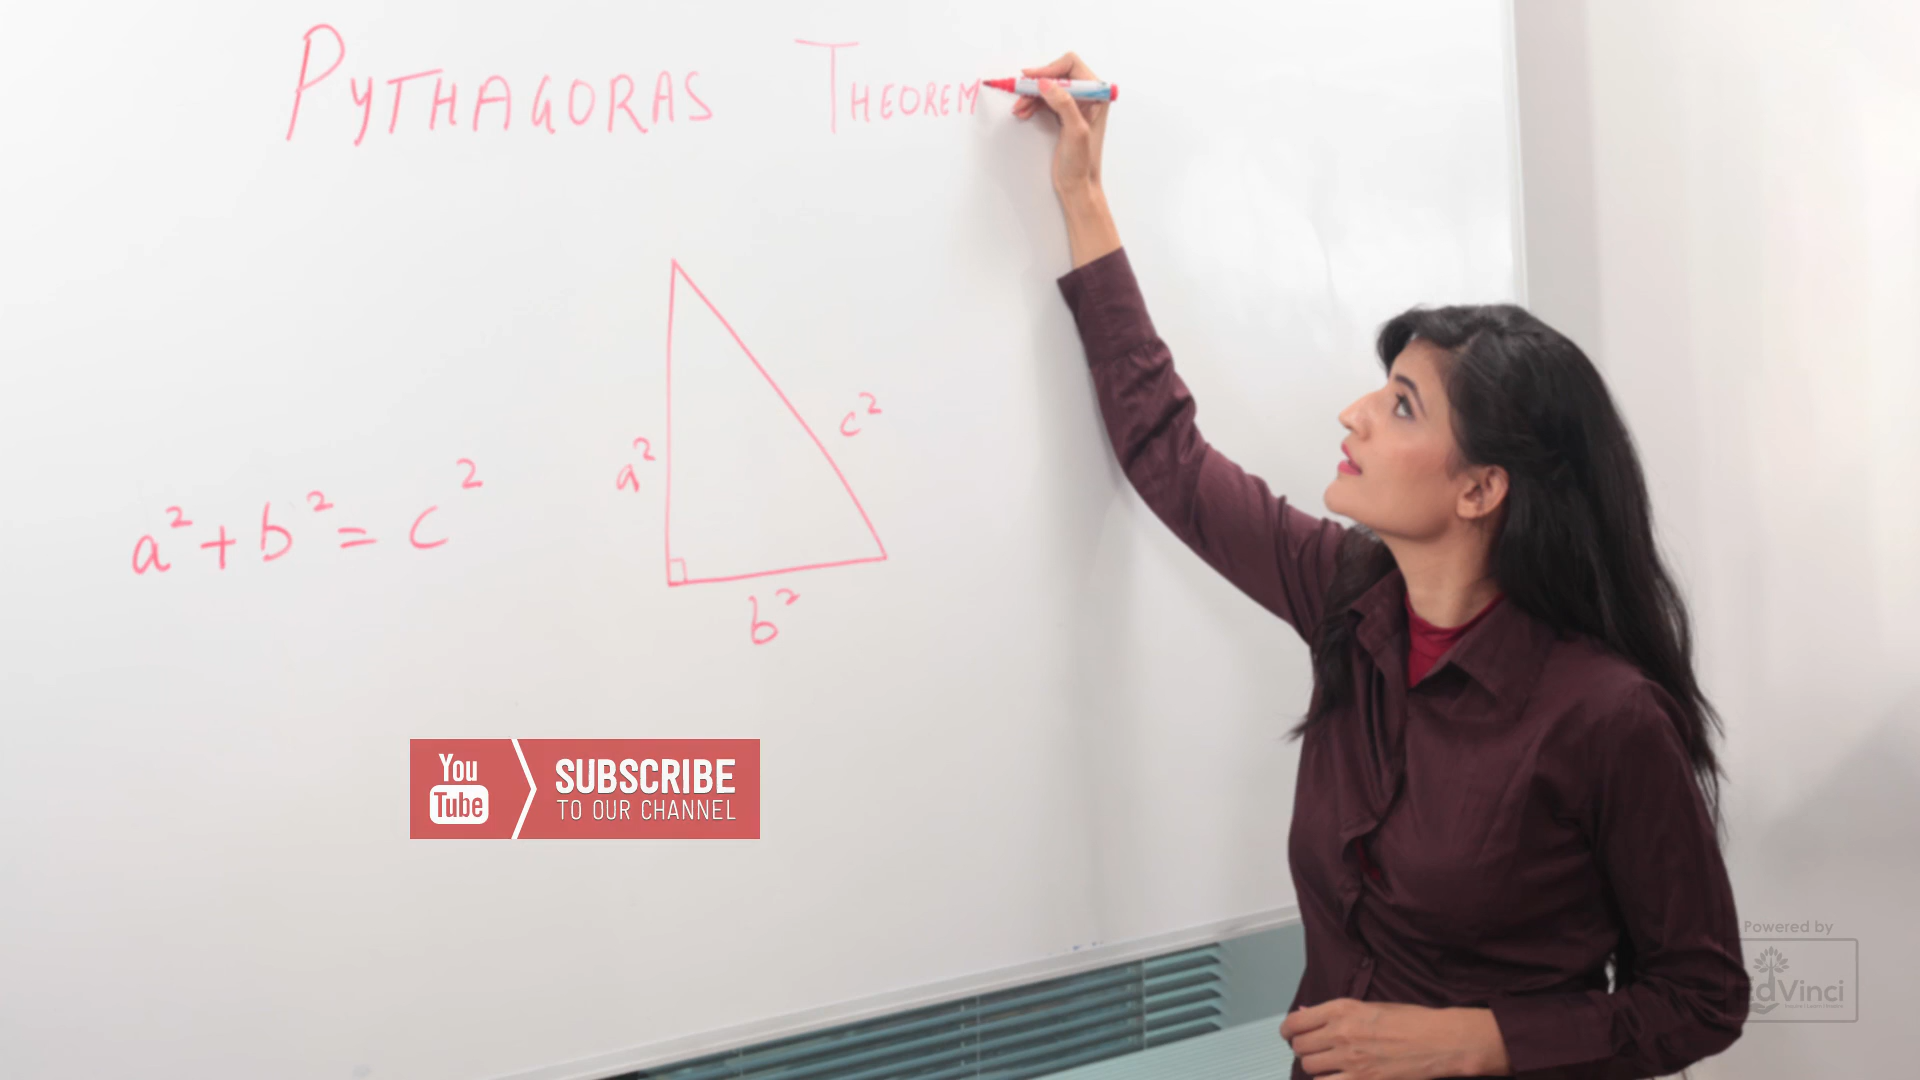 PYTHAGORAS THEOREM
c²
a²
a² + b² = c²
b²
You
Tube
SUBSCRIBE
TO OUR CHANNEL
Powered by
EdVinci